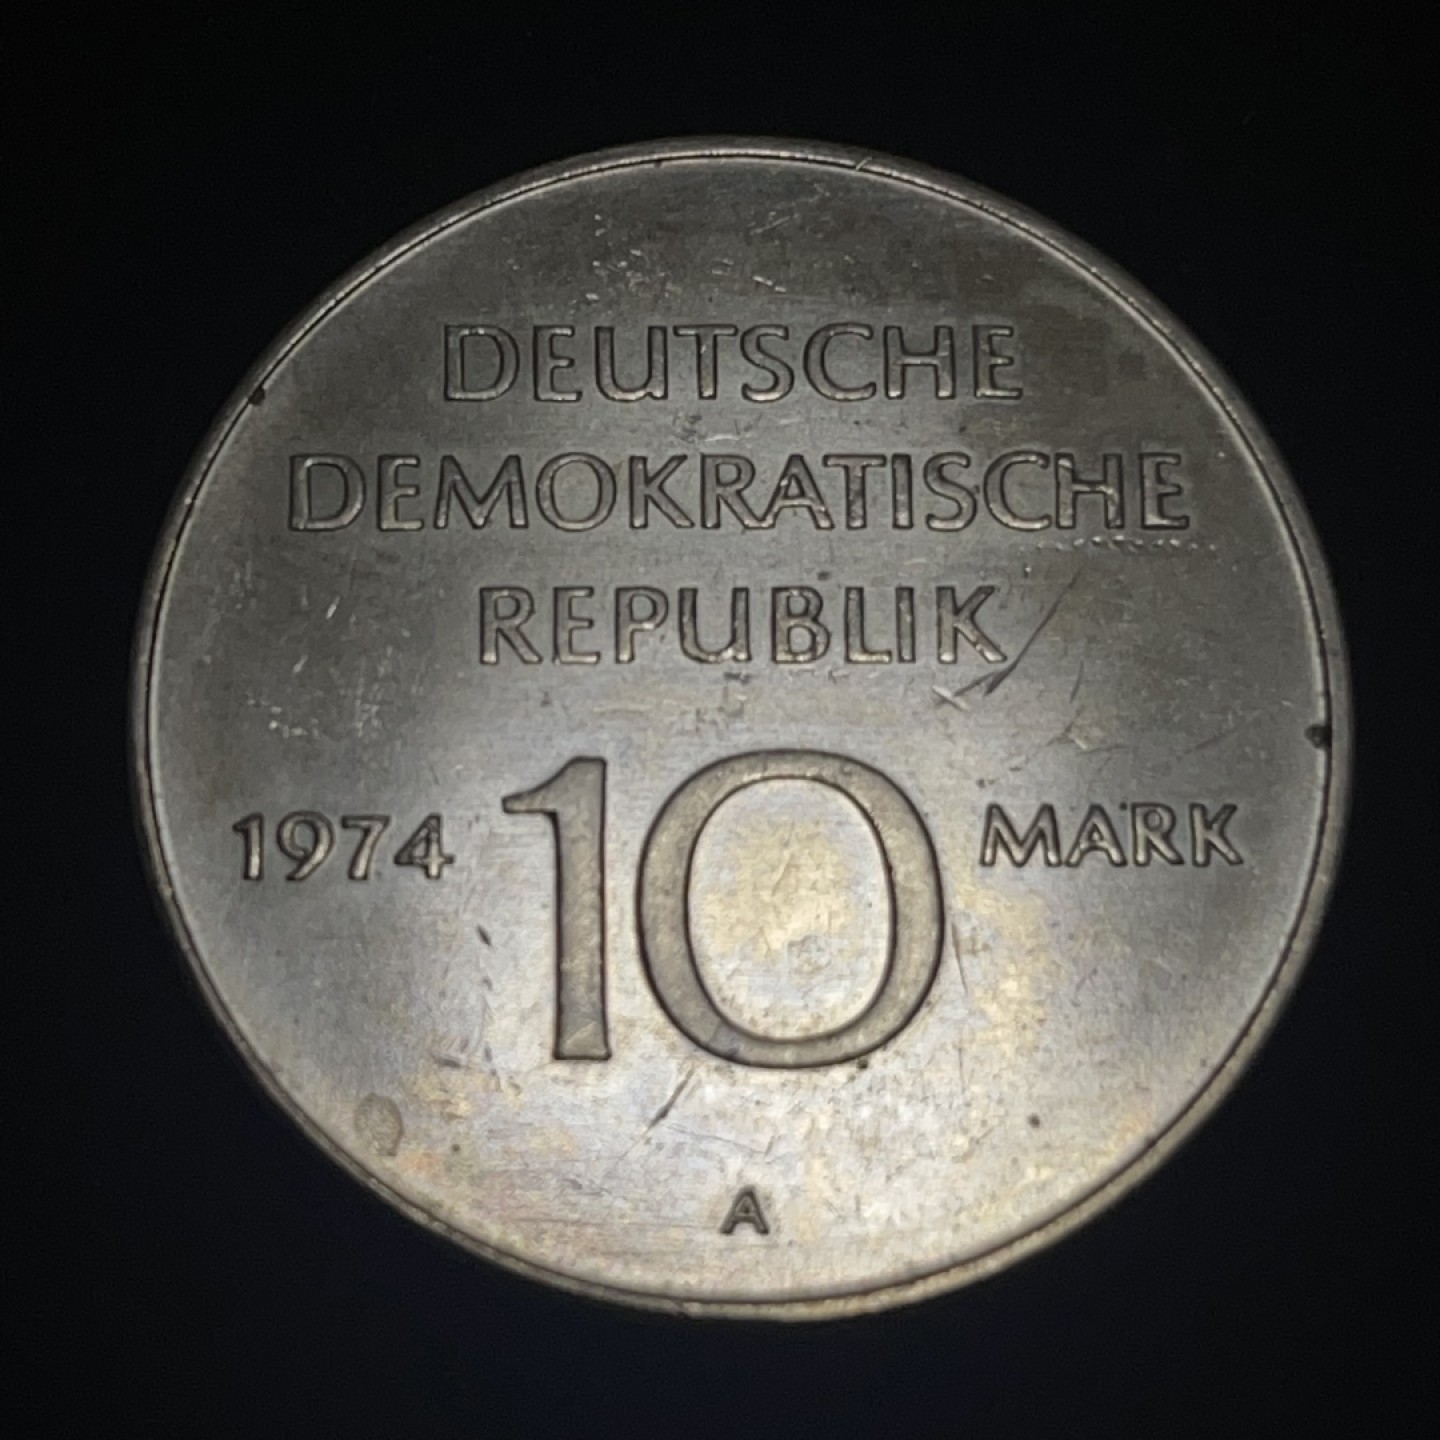 DEUTSCHE
DEMOKRATISCHE
REPUBLIK
1974 10 MARK
A